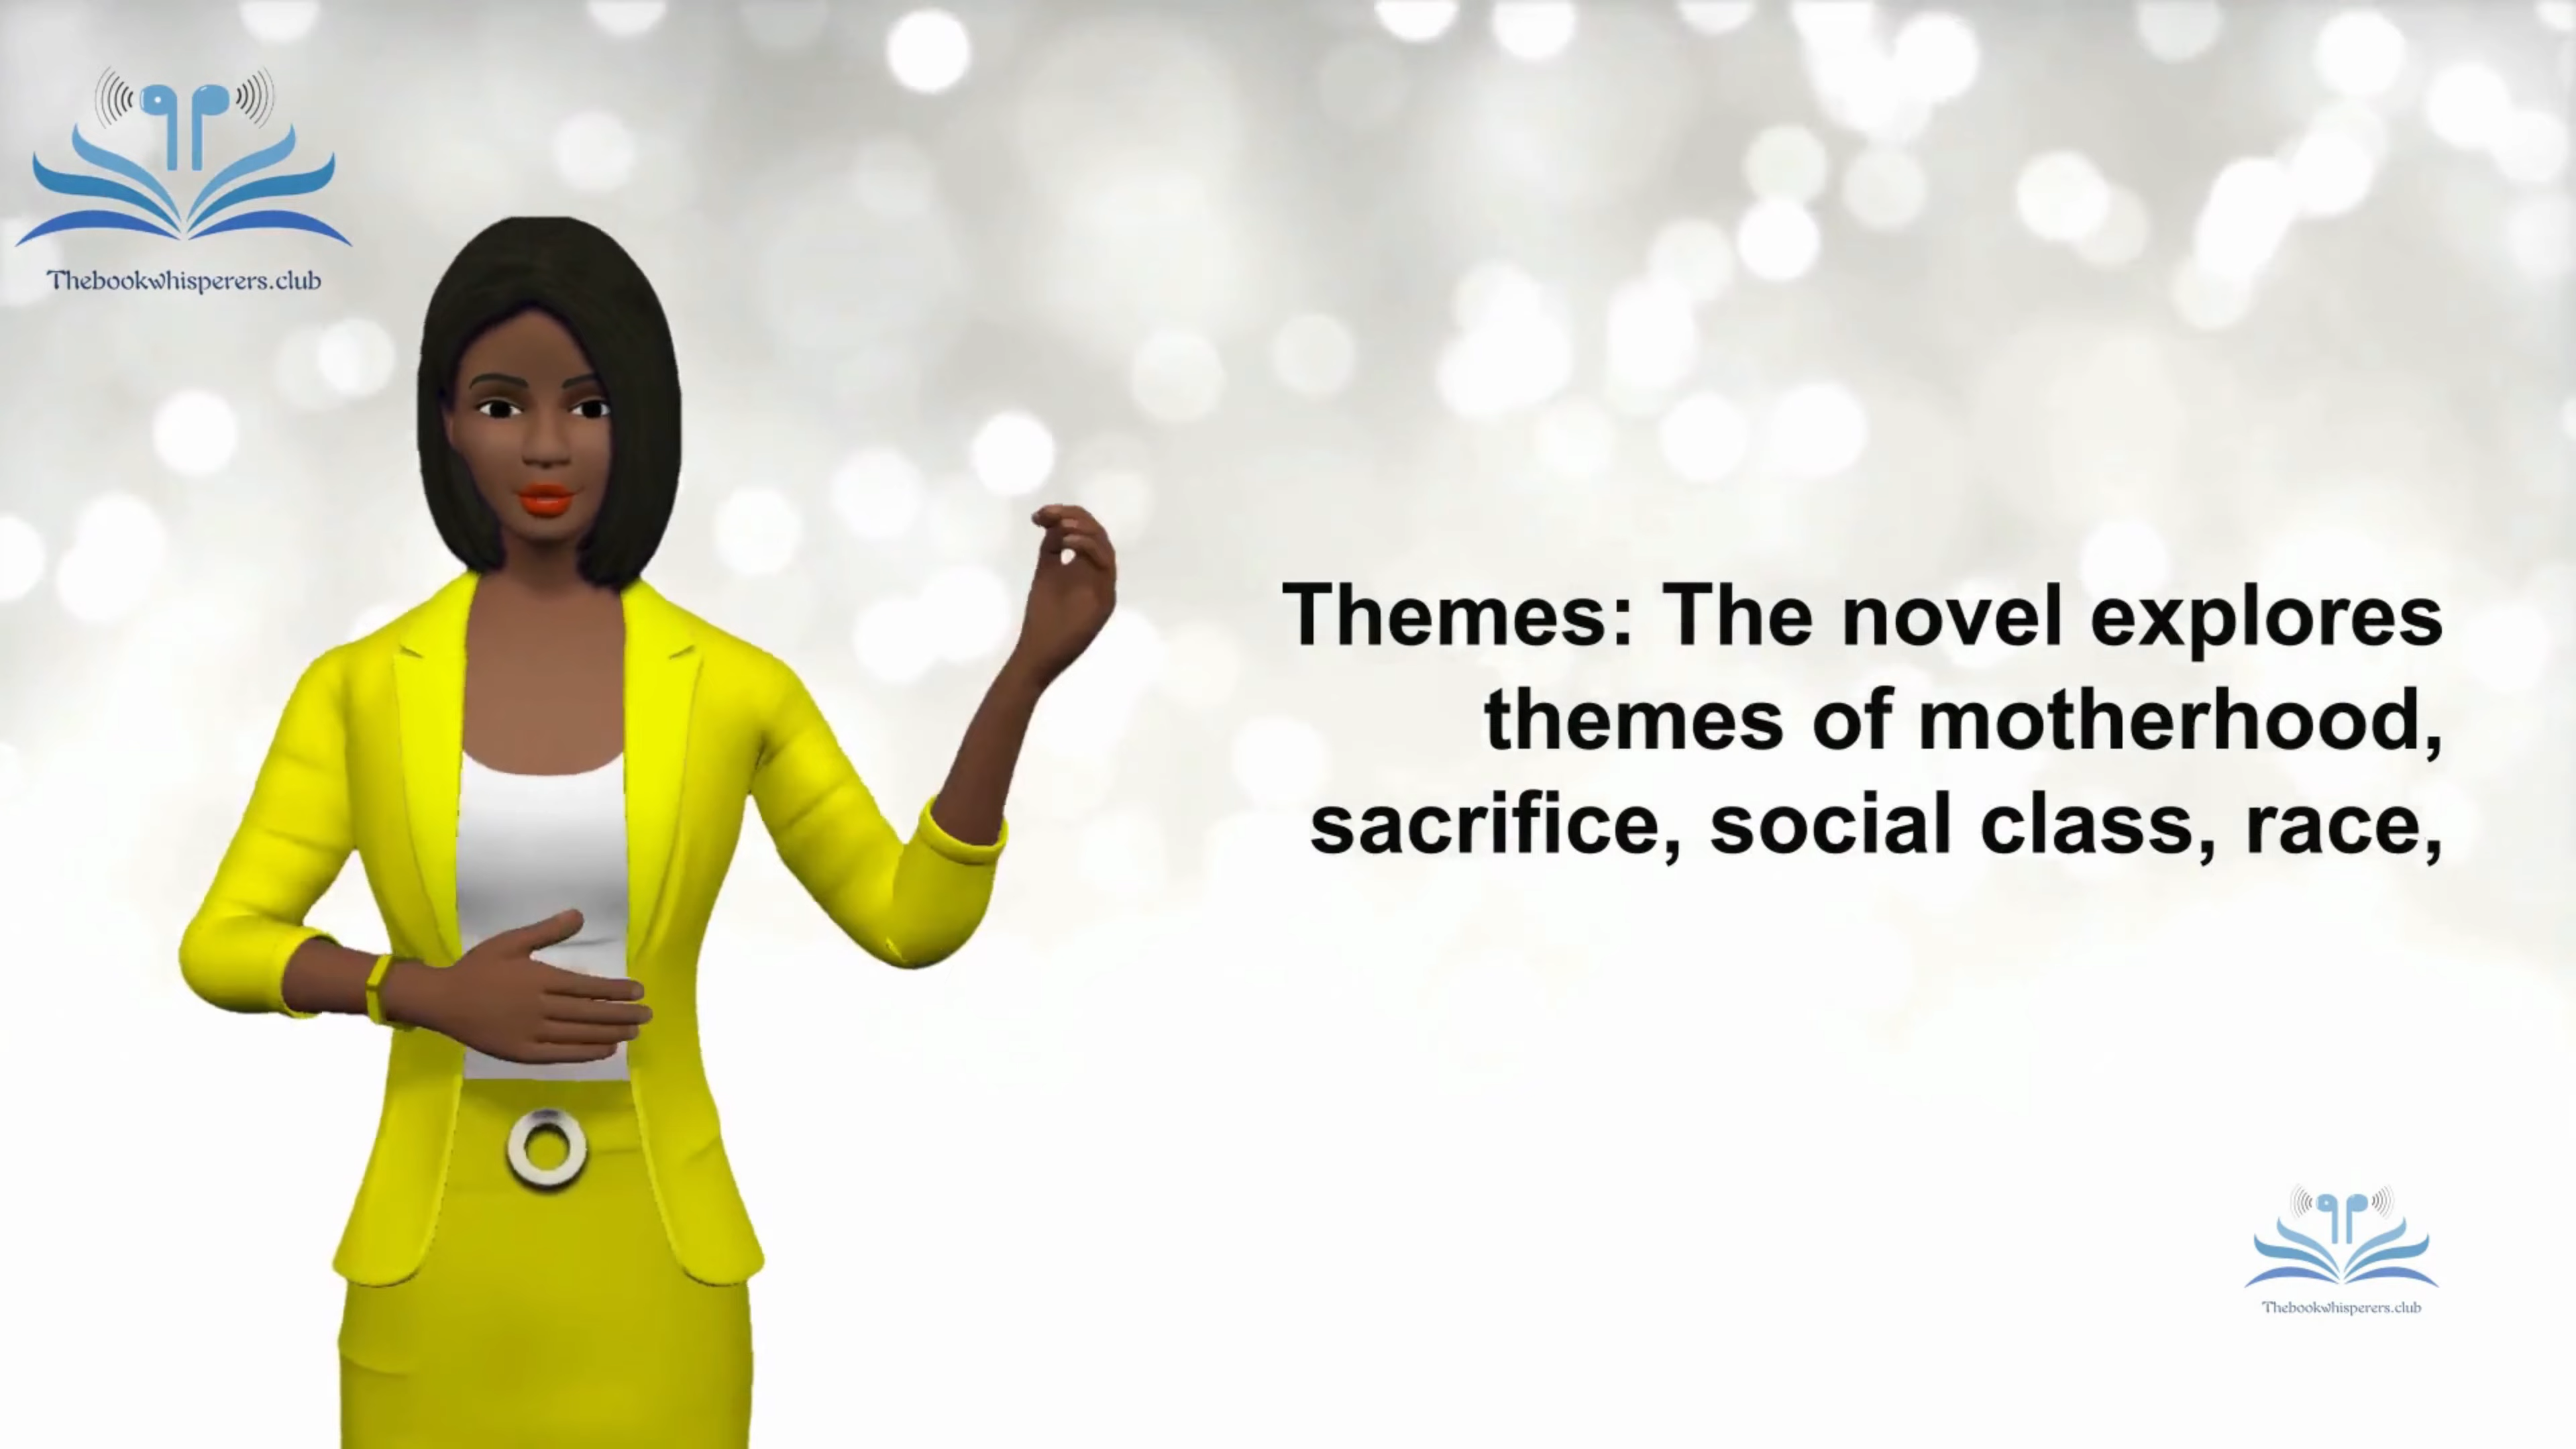 Thebookwhisperers.club
Themes: The novel explores
themes of motherhood,
sacrifice, social class, race,
Thebookwhisperers.club